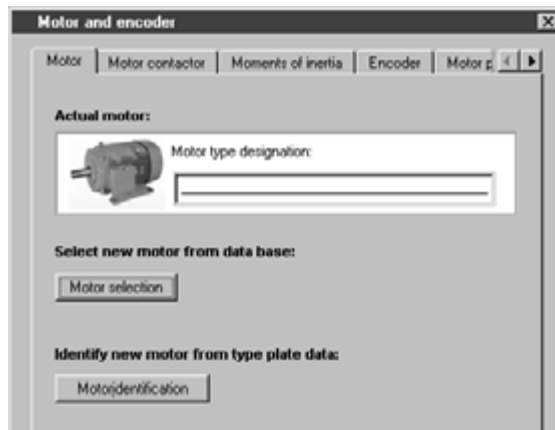 Motor and encoder
Motor Motor contactor Moments of inertia Encoder Motor p
Actual motor:
Motor type designation:
Select new motor from data base:
Motor selection
Identify new motor from type plate data:
Motoridentification